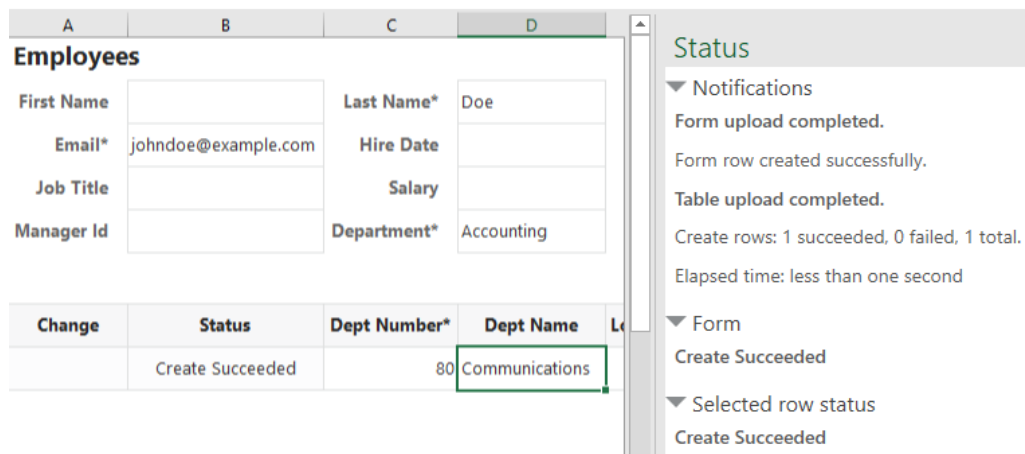 A B C D
Employees
First Name Last Name* Doe
Email* johndoe@example.com Hire Date
Job Title Salary
Manager Id Department* Accounting
Change Status Dept Number* Dept Name
Create Succeeded 80 Communications
Status
Notifications
Form upload completed.
Form row created successfully.
Table upload completed.
Create rows: 1 succeeded, 0 failed, 1 total.
Elapsed time: less than one second
Form
Create Succeeded
Selected row status
Create Succeeded